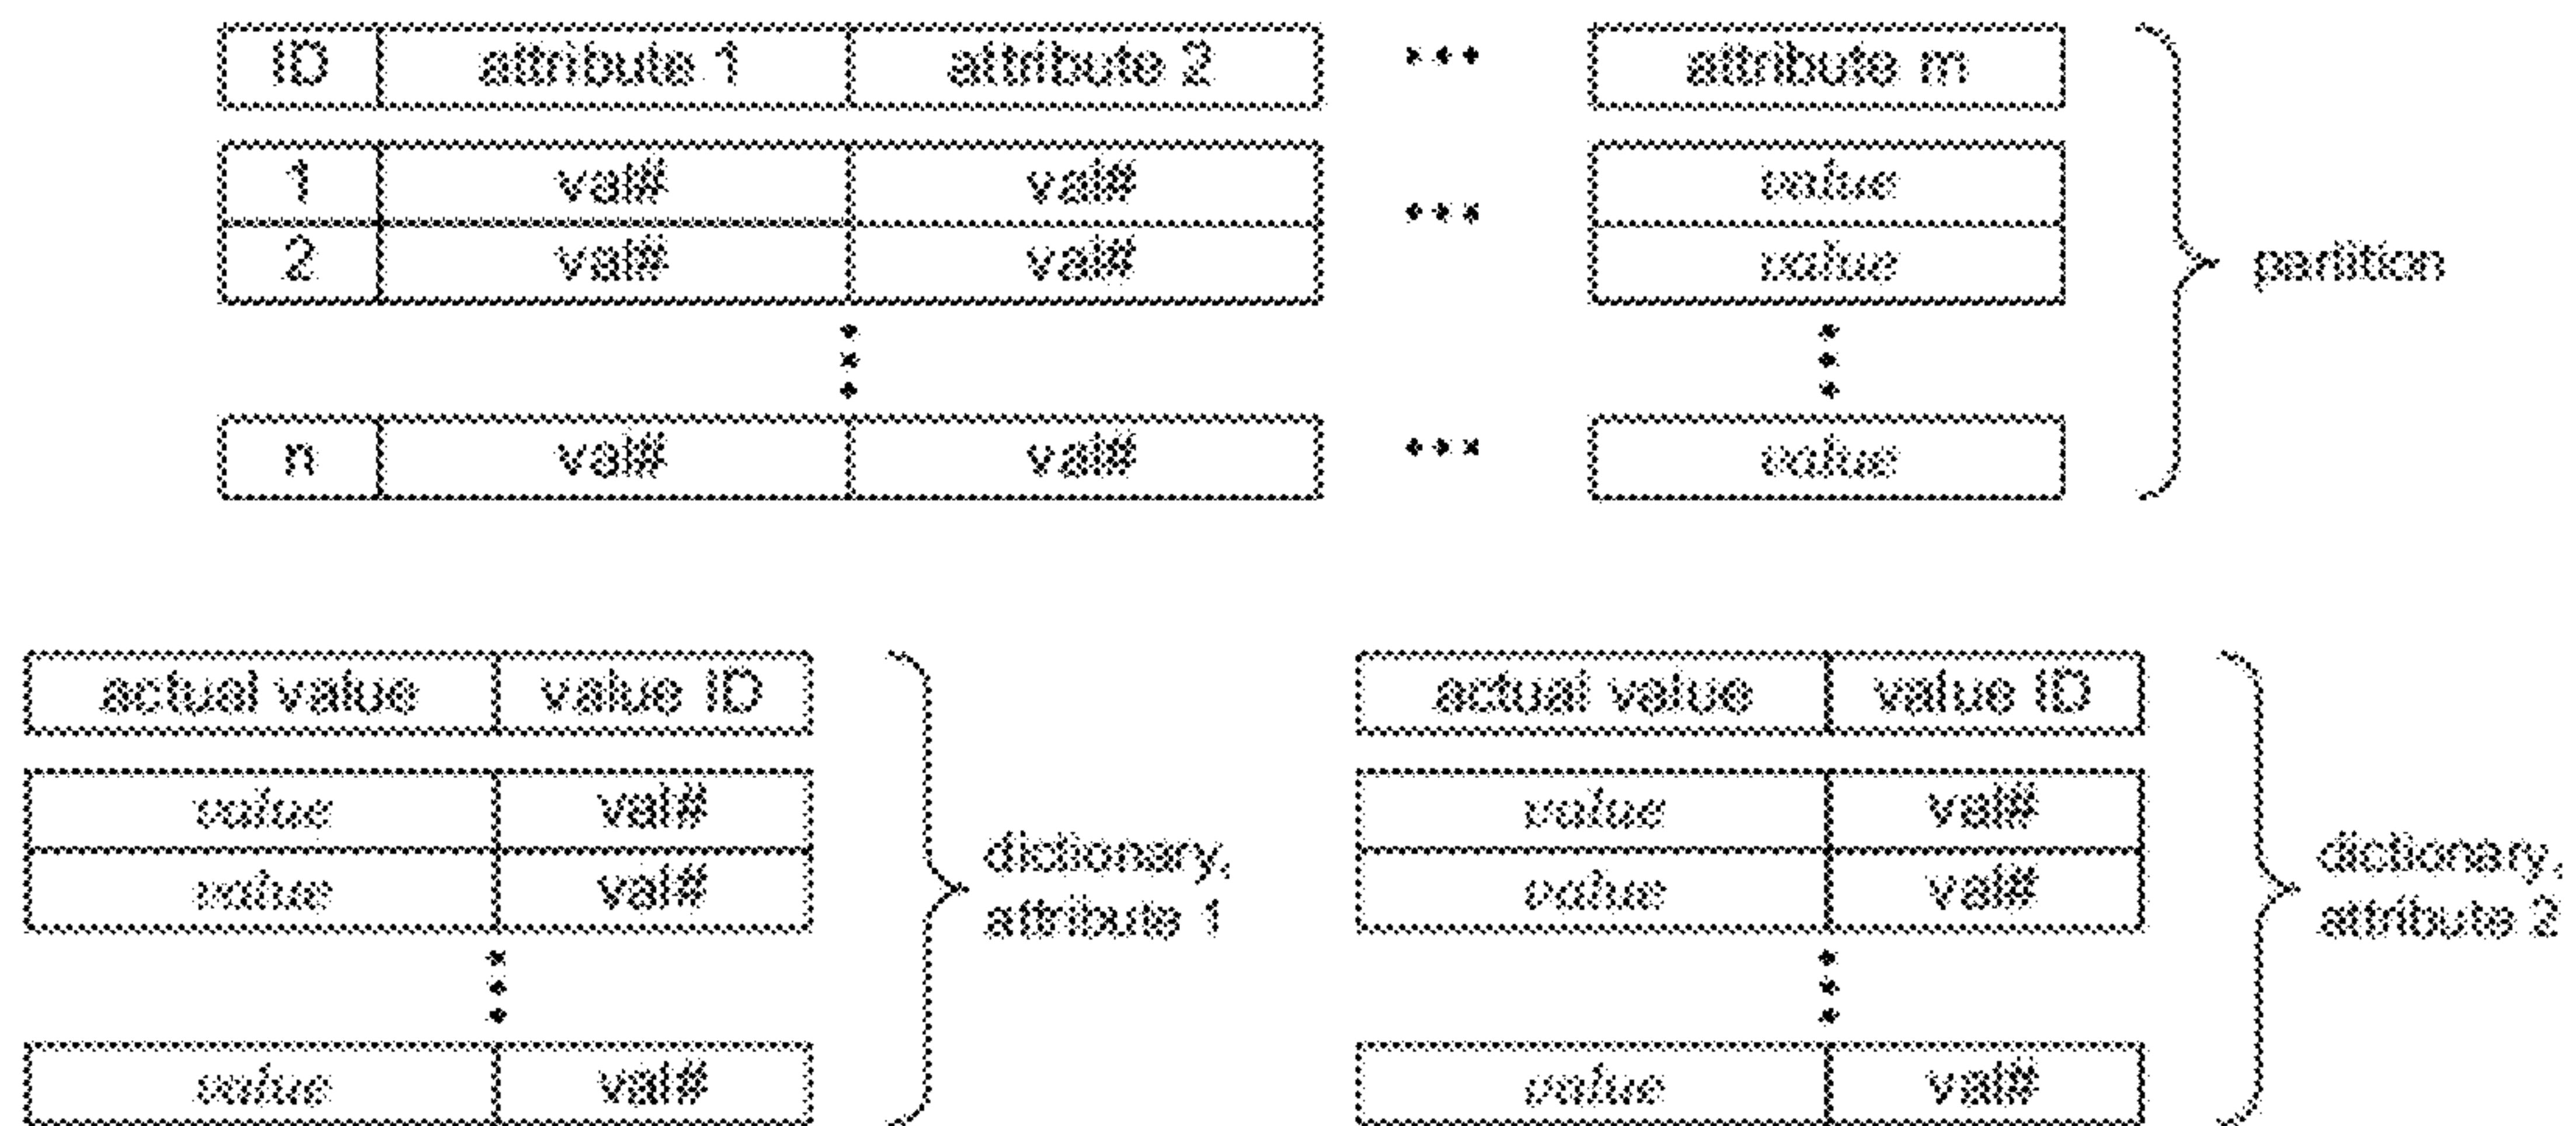 ID attribute 1 attribute 2 ••• attribute m
1 val# val# ••• value
2 val# val# value
partition
n val# val# ••• value
actual value value ID
value val#
value val#
value val#
dictionary,
attribute 1
actual value value ID
value val#
value val#
value val#
dictionary,
attribute 2